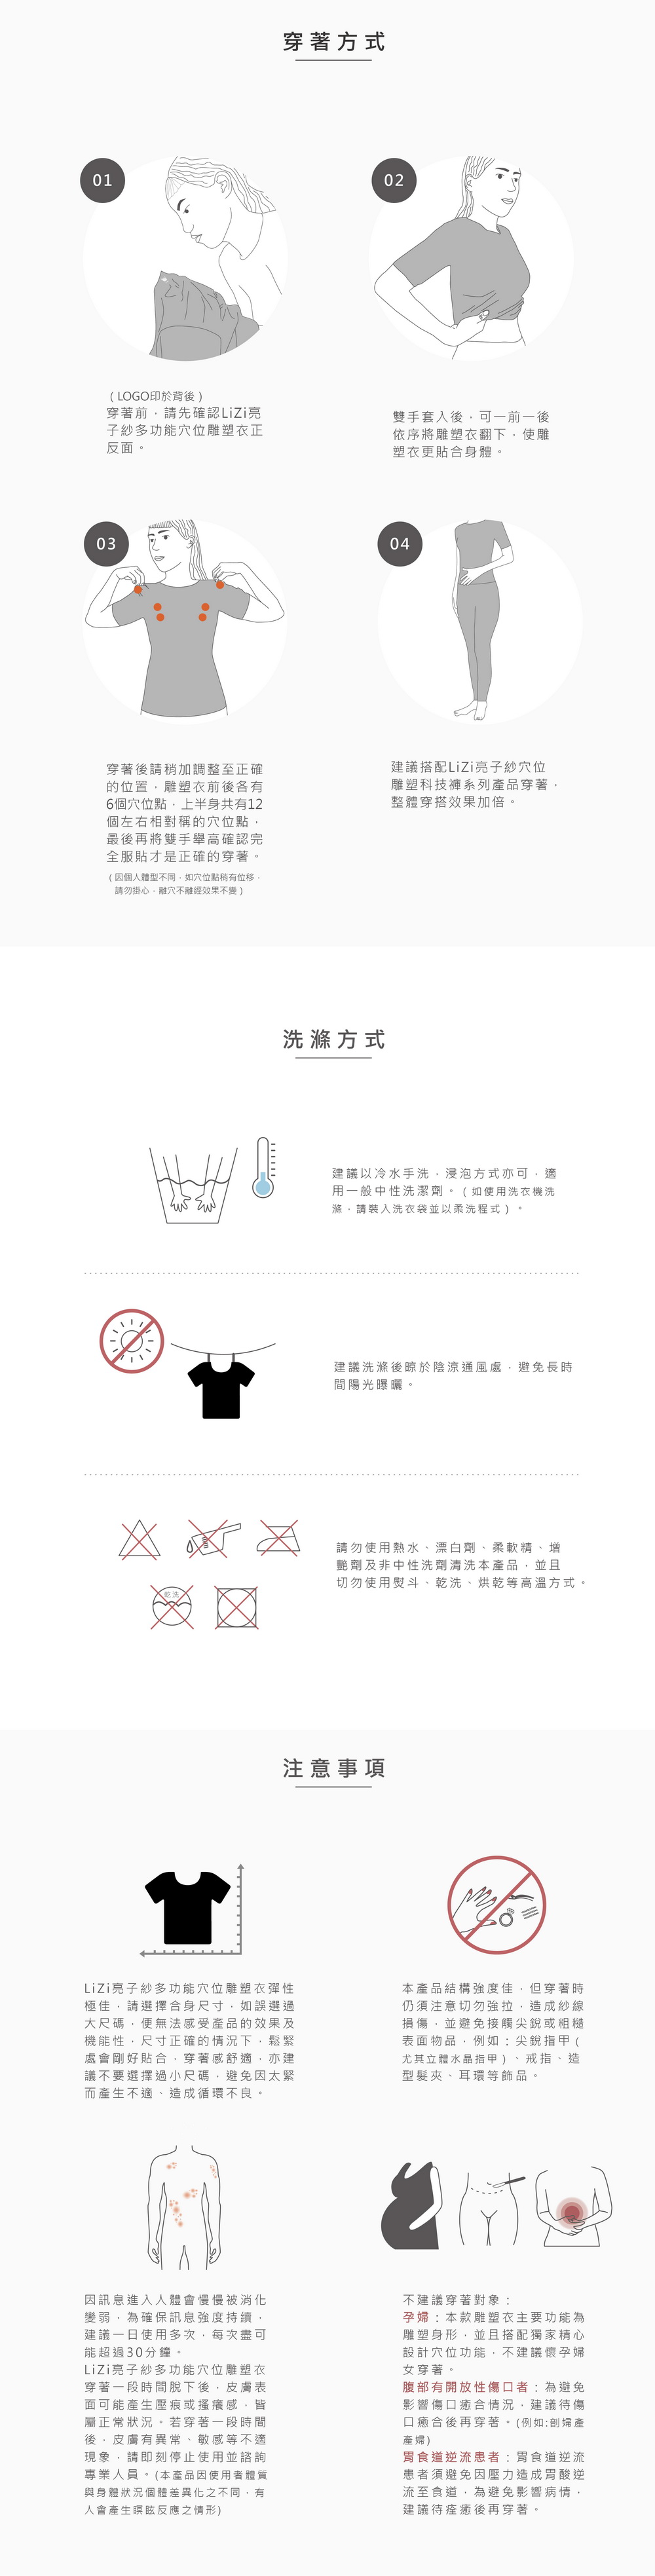 穿著方式
01
(LOGO印於背後)
穿著前，請先確認LiZi亮
子紗多功能穴位雕塑衣正
反面。
02
雙手套入後，可一前一後
依序將雕塑衣翻下，使雕
塑衣更貼合身體。
03
穿著後請稍加調整至正確
的位置，雕塑衣前後各有
6個穴位點，上半身共有12
個左右相對稱的穴位點，
最後再將雙手舉高確認完
全服貼才是正確的穿著。
(因個人體型不同，如穴位點稍有位移，
請勿掛心，離穴不離經效果不變)
04
建議搭配LiZi亮子紗穴位
雕塑科技褲系列產品穿著，
整體穿搭效果加倍。
洗滌方式
建議以冷水手洗，浸泡方式亦可，適
用一般中性洗潔劑。(如使用洗衣機洗
滌，請裝入洗衣袋並以柔洗程式)。
建議洗滌後晾於陰涼通風處，避免長時
間陽光曝曬。
乾洗
請勿使用熱水、漂白劑、柔軟精、增
艷劑及非中性洗劑清洗本產品，並且
切勿使用熨斗、乾洗、烘乾等高溫方式。
注意事項
LiZi亮子紗多功能穴位雕塑衣彈性
極佳，請選擇合身尺寸，如誤選過
大尺碼，便無法感受產品的效果及
機能性，尺寸正確的情況下，鬆緊
處會剛好貼合，穿著感舒適，亦建
議不要選擇過小尺碼，避免因太緊
而產生不適、造成循環不良。
本產品結構強度佳，但穿著時
仍須注意切勿強拉，造成紗線
損傷，並避免接觸尖銳或粗糙
表面物品，例如：尖銳指甲(
尤其立體水晶指甲)、戒指、造
型髮夾、耳環等飾品。
因訊息進入人體會慢慢被消化
變弱，為確保訊息強度持續，
建議一日使用多次，每次盡可
能超過30分鐘。
LiZi亮子紗多功能穴位雕塑衣
穿著一段時間脫下後，皮膚表
面可能產生壓痕或搔癢感，皆
屬正常狀況。若穿著一段時間
後，皮膚有異常、敏感等不適
現象，請即刻停止使用並諮詢
專業人員。(本產品因使用者體質
與身體狀況個體差異化之不同，有
人會產生瞑眩反應之情形)
不建議穿著對象：
孕婦：本款雕塑衣主要功能為
雕塑身形，並且搭配獨家精心
設計穴位功能，不建議懷孕婦
女穿著。
腹部有開放性傷口者：為避免
影響傷口癒合情況，建議待傷
口癒合後再穿著。(例如:剖婦產
產婦)
胃食道逆流患者：胃食道逆流
患者須避免因壓力造成胃酸逆
流至食道，為避免影響病情，
建議待痊癒後再穿著。